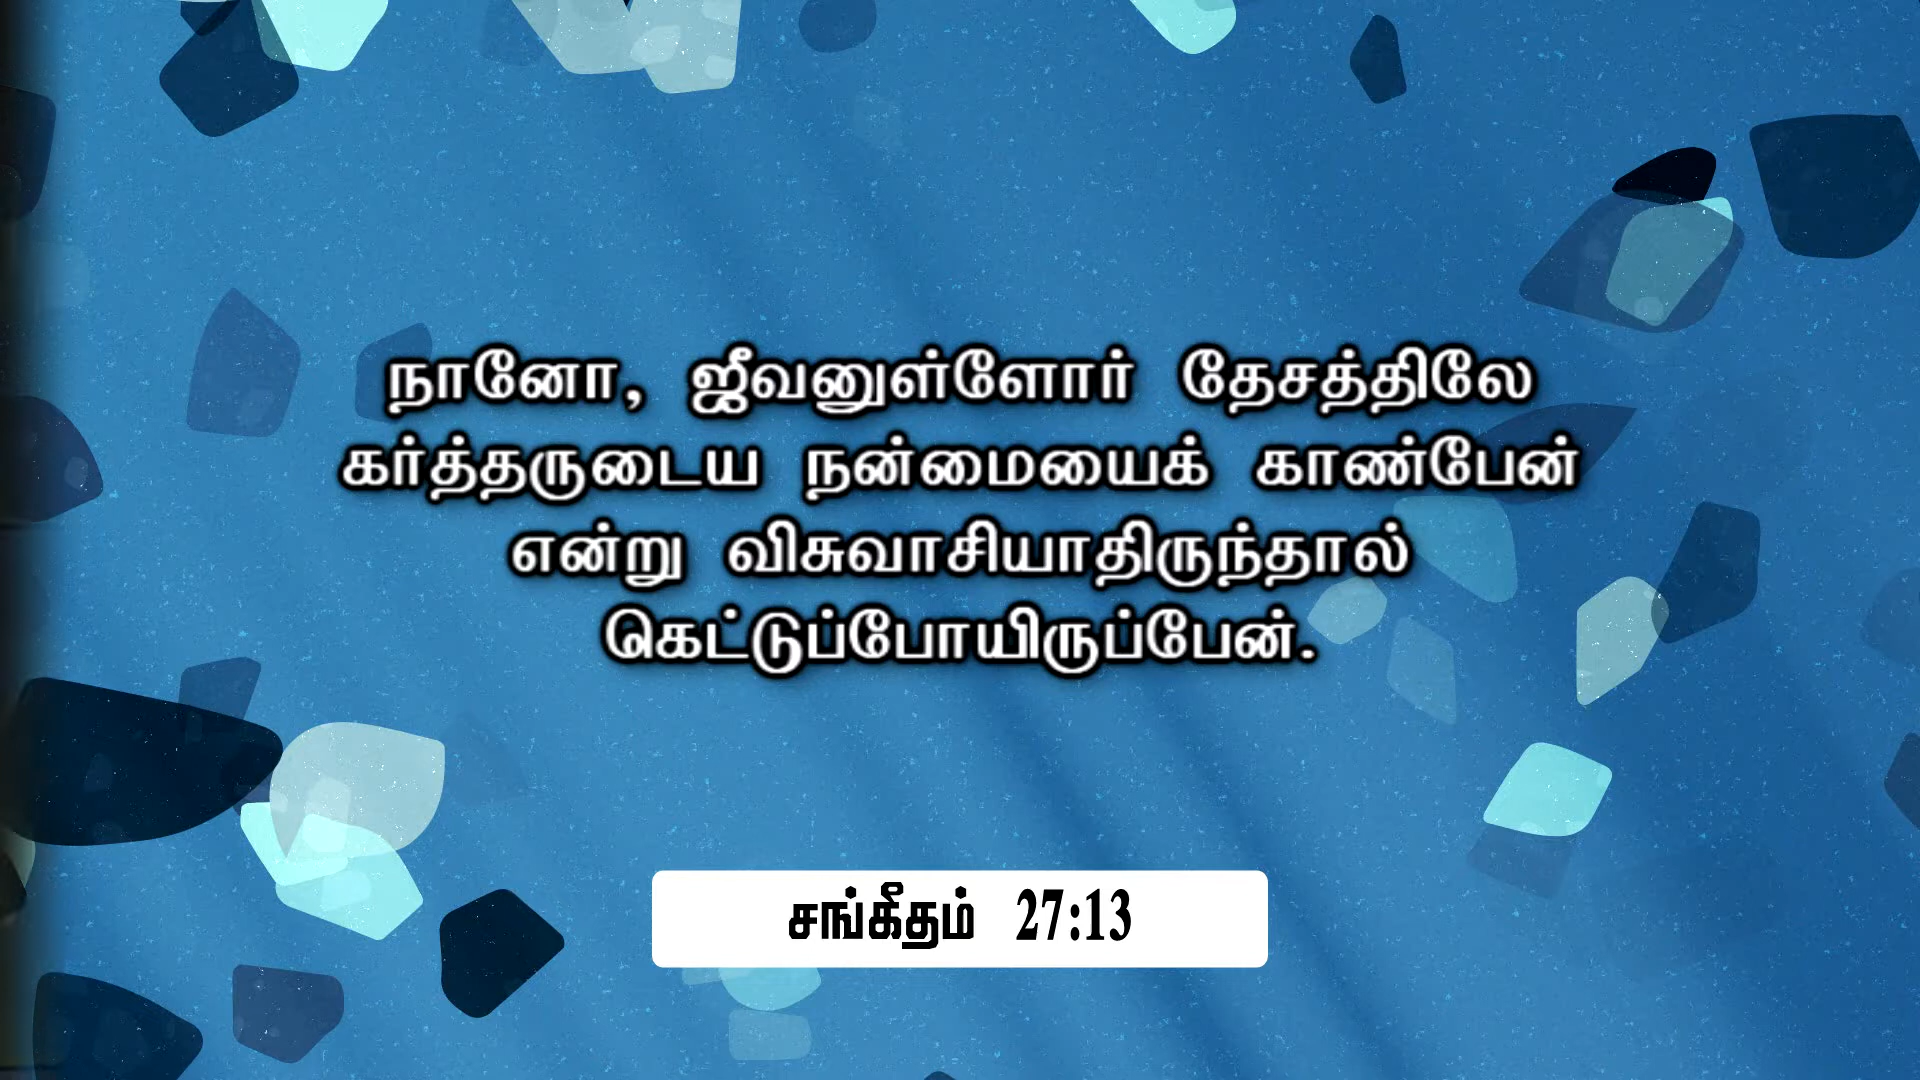 நானோ, ஜீவனுள்ளோர் தேசத்திலே
கர்த்தருடைய நன்மையைக் காண்பேன்
என்று விசுவாசியாதிருந்தால்
கெட்டுப்போயிருப்பேன்.
சங்கீதம் 27:13